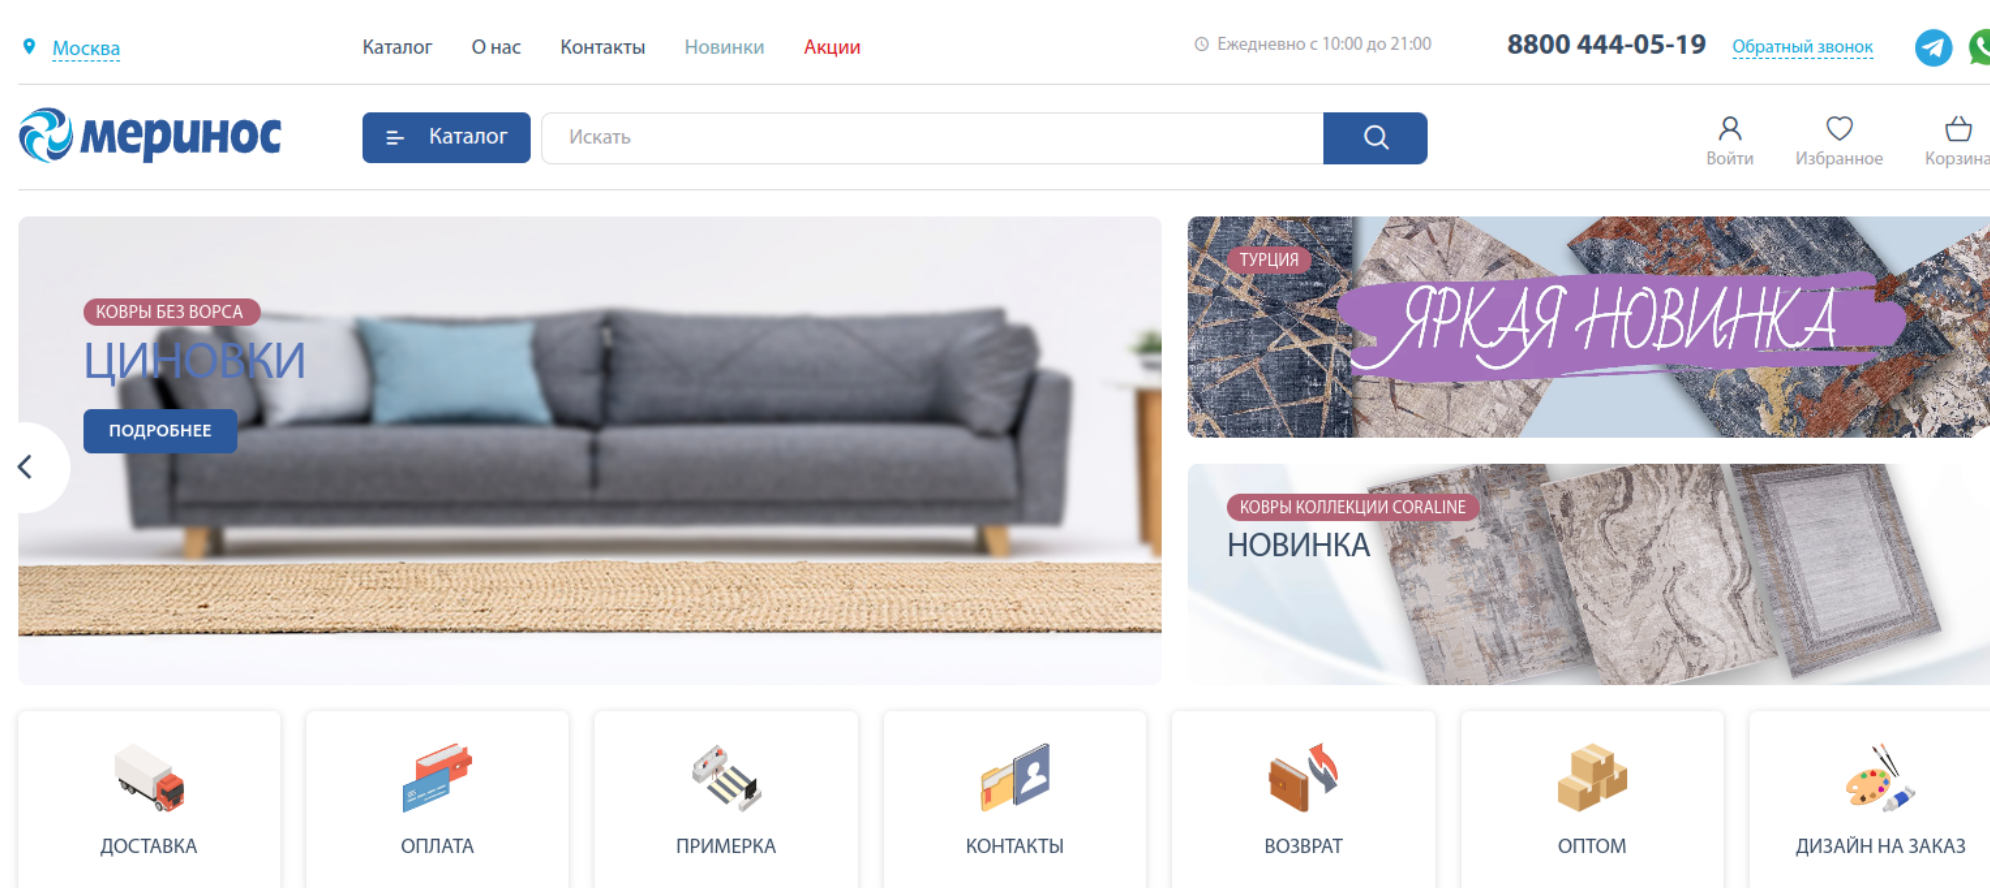 Москва
Каталог О нас Контакты Новинки Акции
Ежедневно с 10:00 до 21:00
8800 444-05-19
Обратный звонок
меринос
Каталог
Искать
Войти
Избранное
Корзина
КОВРЫ БЕЗ ВОРСА
ЦИНОВКИ
ПОДРОБНЕЕ
ТУРЦИЯ
ЯРКАЯ НОВИНКА
КОВРЫ КОЛЛЕКЦИИ CORALINE
НОВИНКА
ДОСТАВКА
ОПЛАТА
ПРИМЕРКА
КОНТАКТЫ
ВОЗВРАТ
ОПТОМ
ДИЗАЙН НА ЗАКАЗ